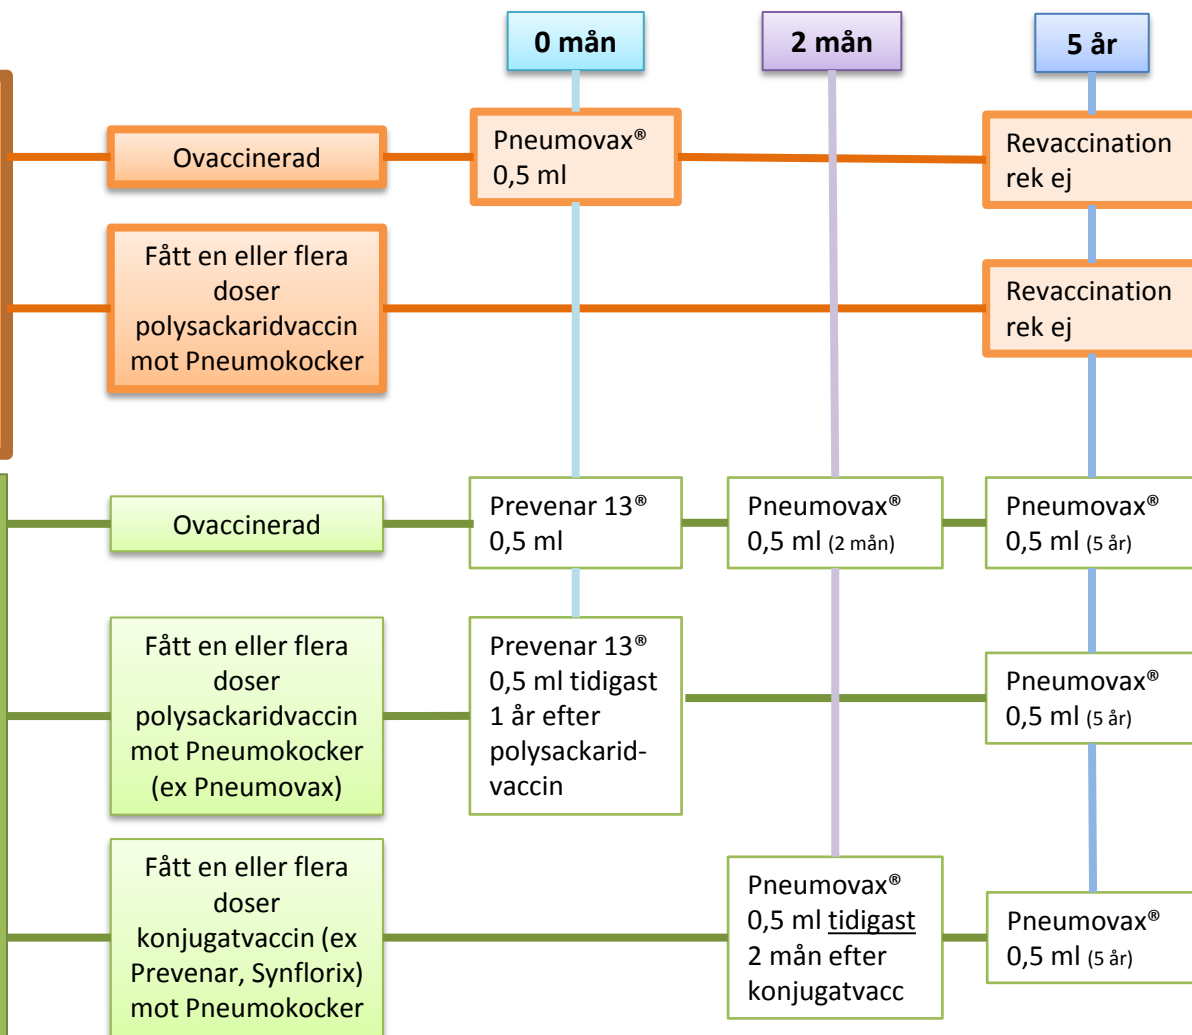 0 mån
2 mån
5 år
Ovaccinerad
Pneumovax®
0,5 ml
Revaccination
rek ej
Fått en eller flera
doser
polysackaridvaccin
mot Pneumokocker
Revaccination
rek ej
Ovaccinerad
Prevenar 13®
0,5 ml
Pneumovax®
0,5 ml (2 mån)
Pneumovax®
0,5 ml (5 år)
Fått en eller flera
doser
polysackaridvaccin
mot Pneumokocker
(ex Pneumovax)
Prevenar 13®
0,5 ml tidigast
1 år efter
polysackarid-
vaccin
Pneumovax®
0,5 ml (5 år)
Fått en eller flera
doser
konjugatvaccin (ex
Prevenar, Synflorix)
mot Pneumokocker
Pneumovax®
0,5 ml tidigast
2 mån efter
konjugatvacc
Pneumovax®
0,5 ml (5 år)